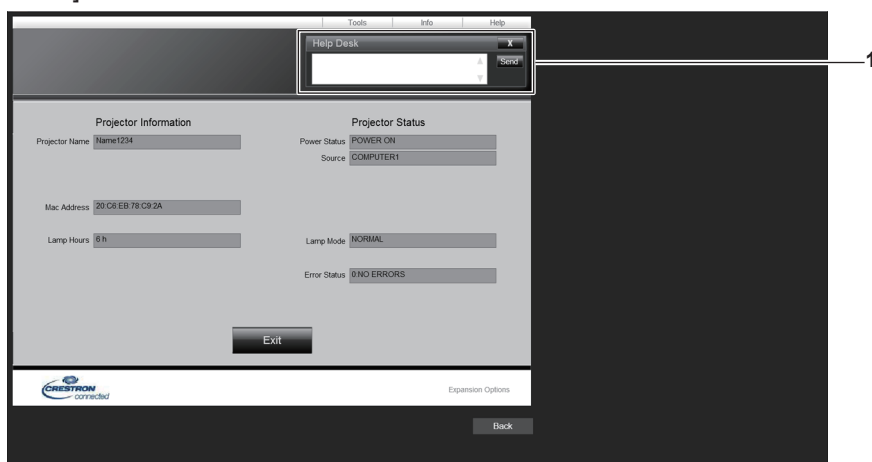 Tools Info Help
Help Desk X
Send
1
Projector Information Projector Status
Projector Name Name1234 Power Status POWER ON
Source COMPUTER1
Mac Address 20:C6:EB:78:C9:2A
Lamp Hours 6 h Lamp Mode NORMAL
Error Status 0:NO ERRORS
Exit
CRESTRON connected
Expansion Options
Back